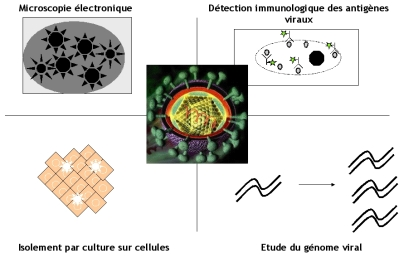 Microscopie électronique
Détection immunologique des antigènes
viraux
Isolement par culture sur cellules
Etude du génome viral